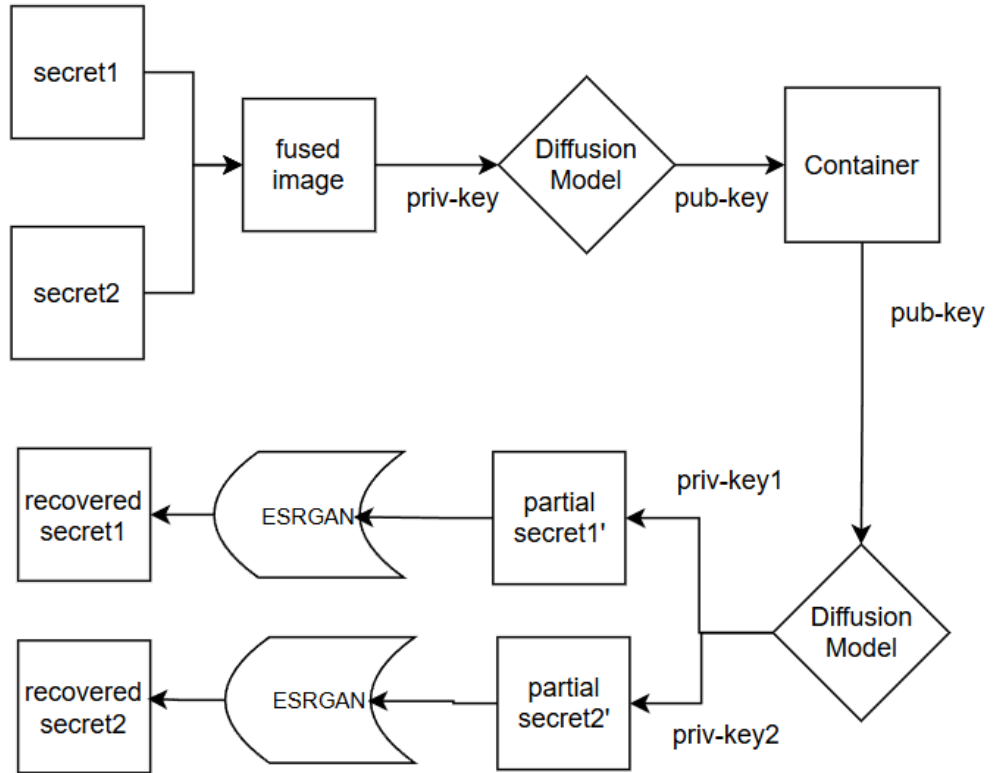 secret1
fused
image
Diffusion
Model
Container
priv-key
pub-key
secret2
pub-key
recovered
secret1
ESRGAN
partial
secret1'
priv-key1
Diffusion
Model
recovered
secret2
ESRGAN
partial
secret2'
priv-key2